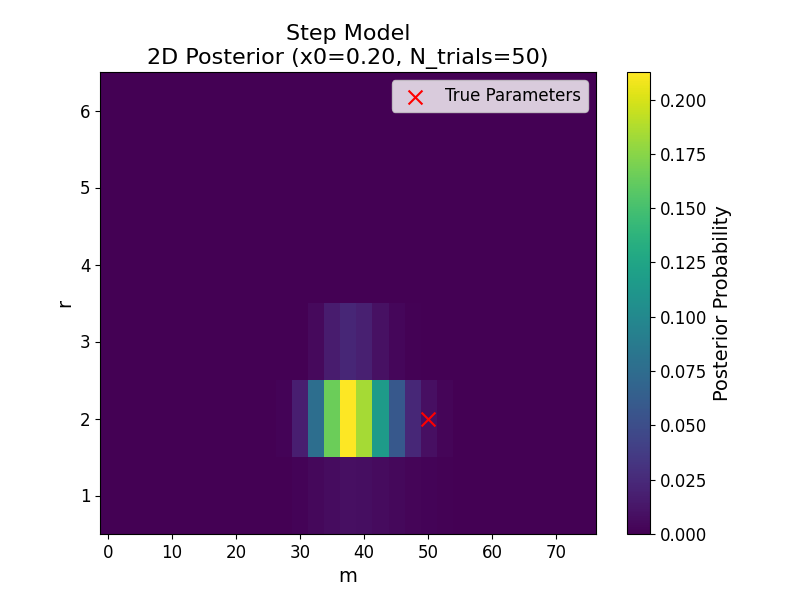 Step Model
2D Posterior (x0=0.20, N_trials=50)
True Parameters
r
6
5
4
3
2
1
0 10 20 30 40 50 60 70
m
0.200
0.175
0.150
0.125
0.100
0.075
0.050
0.025
0.000
Posterior Probability